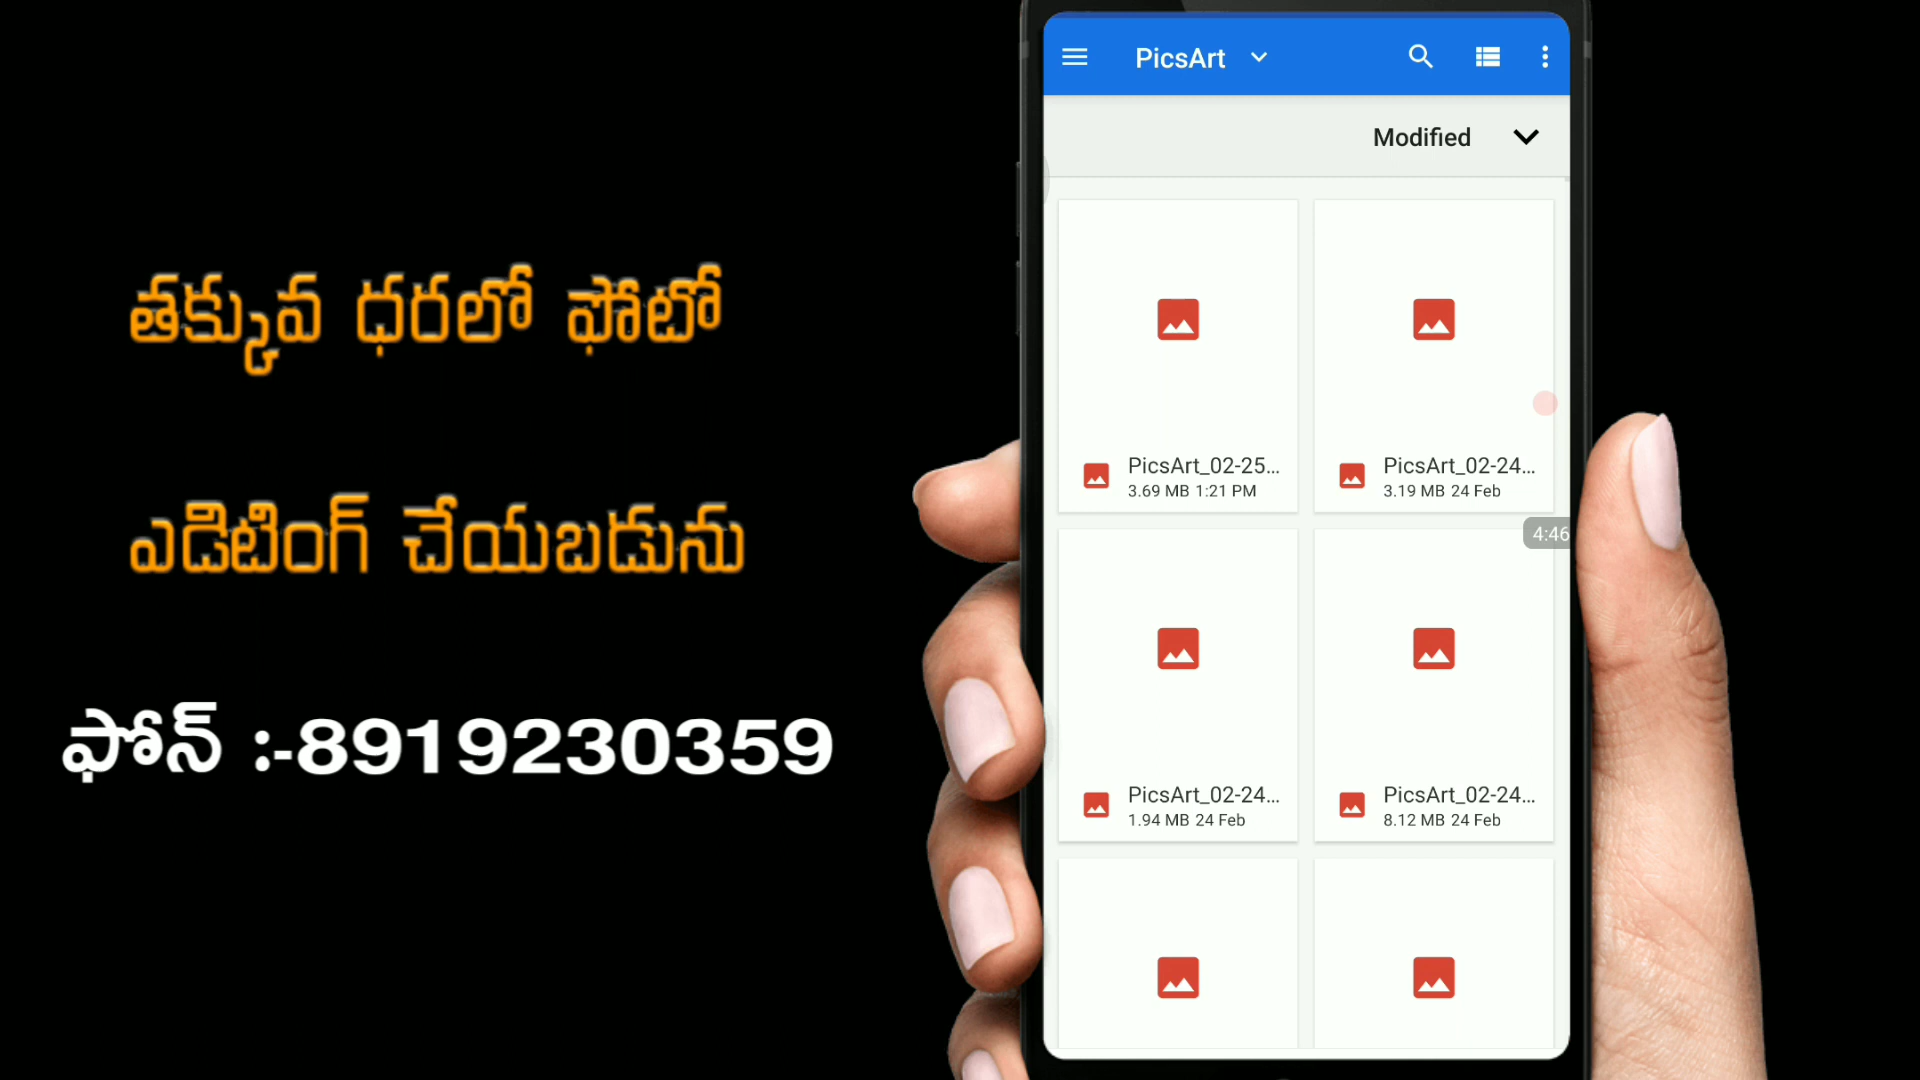 తక్కువ ధరలో ఫోటో
ఎడిటింగ్ చేయబడును
ఫోన్ :-8919230359
PicsArt
Modified
PicsArt_02-25...
3.69 MB 1:21 PM
PicsArt_02-24...
3.19 MB 24 Feb
4:46
PicsArt_02-24...
1.94 MB 24 Feb
PicsArt_02-24...
8.12 MB 24 Feb